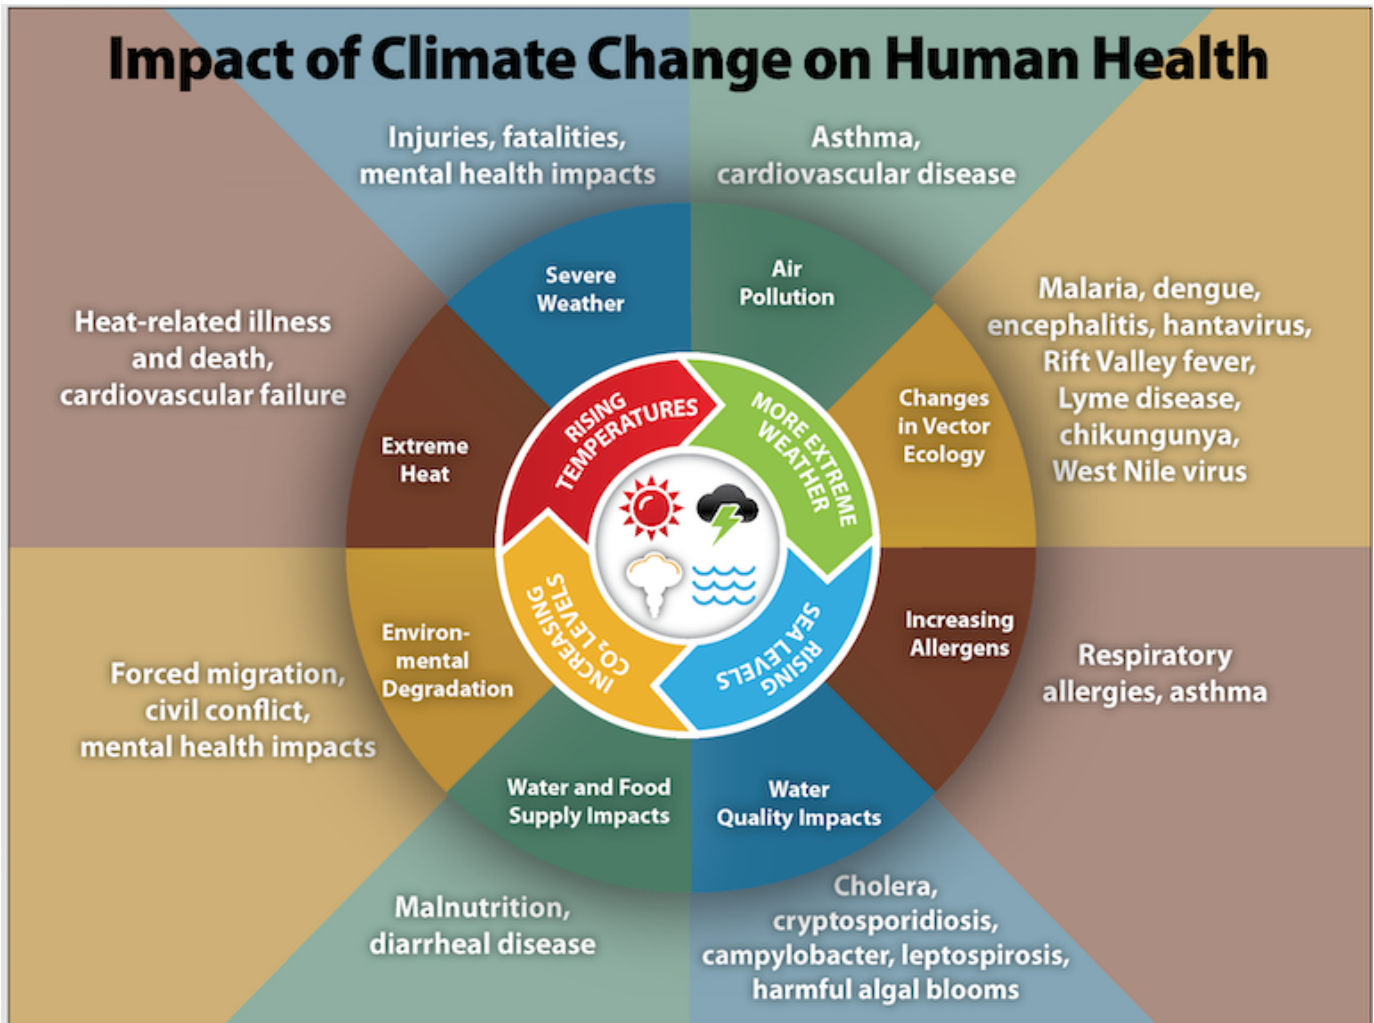 Impact of Climate Change on Human Health
Injuries, fatalities,
mental health impacts
Asthma,
cardiovascular disease
Severe
Weather
Air
Pollution
Malaria, dengue,
encephalitis, hantavirus,
Rift Valley fever,
Lyme disease,
chikungunya,
West Nile virus
Heat-related illness
and death,
cardiovascular failure
Extreme
Heat
Changes
in Vector
Ecology
RISING
TEMPERATURES
MORE EXTREME
WEATHER
INCREASING
CO₂ LEVELS
RISING
SEA LEVELS
Environ-
mental
Degradation
Increasing
Allergens
Forced migration,
civil conflict,
mental health impacts
Respiratory
allergies, asthma
Water and Food
Supply Impacts
Water
Quality Impacts
Malnutrition,
diarrheal disease
Cholera,
cryptosporidiosis,
campylobacter, leptospirosis,
harmful algal blooms